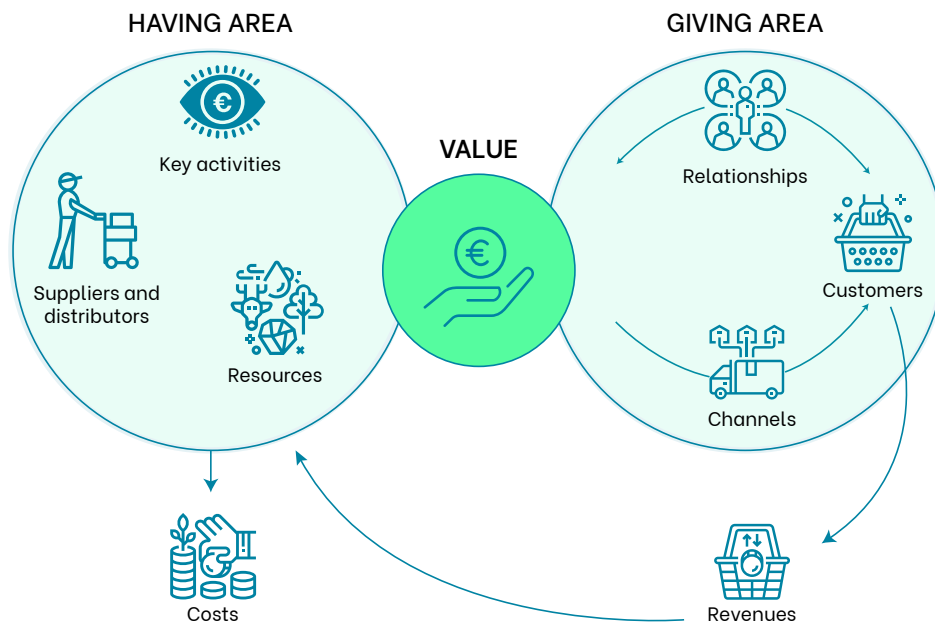 HAVING AREA
GIVING AREA
€
Key activities
VALUE
Relationships
€
Suppliers and
distributors
Customers
Resources
Channels
Costs
Revenues